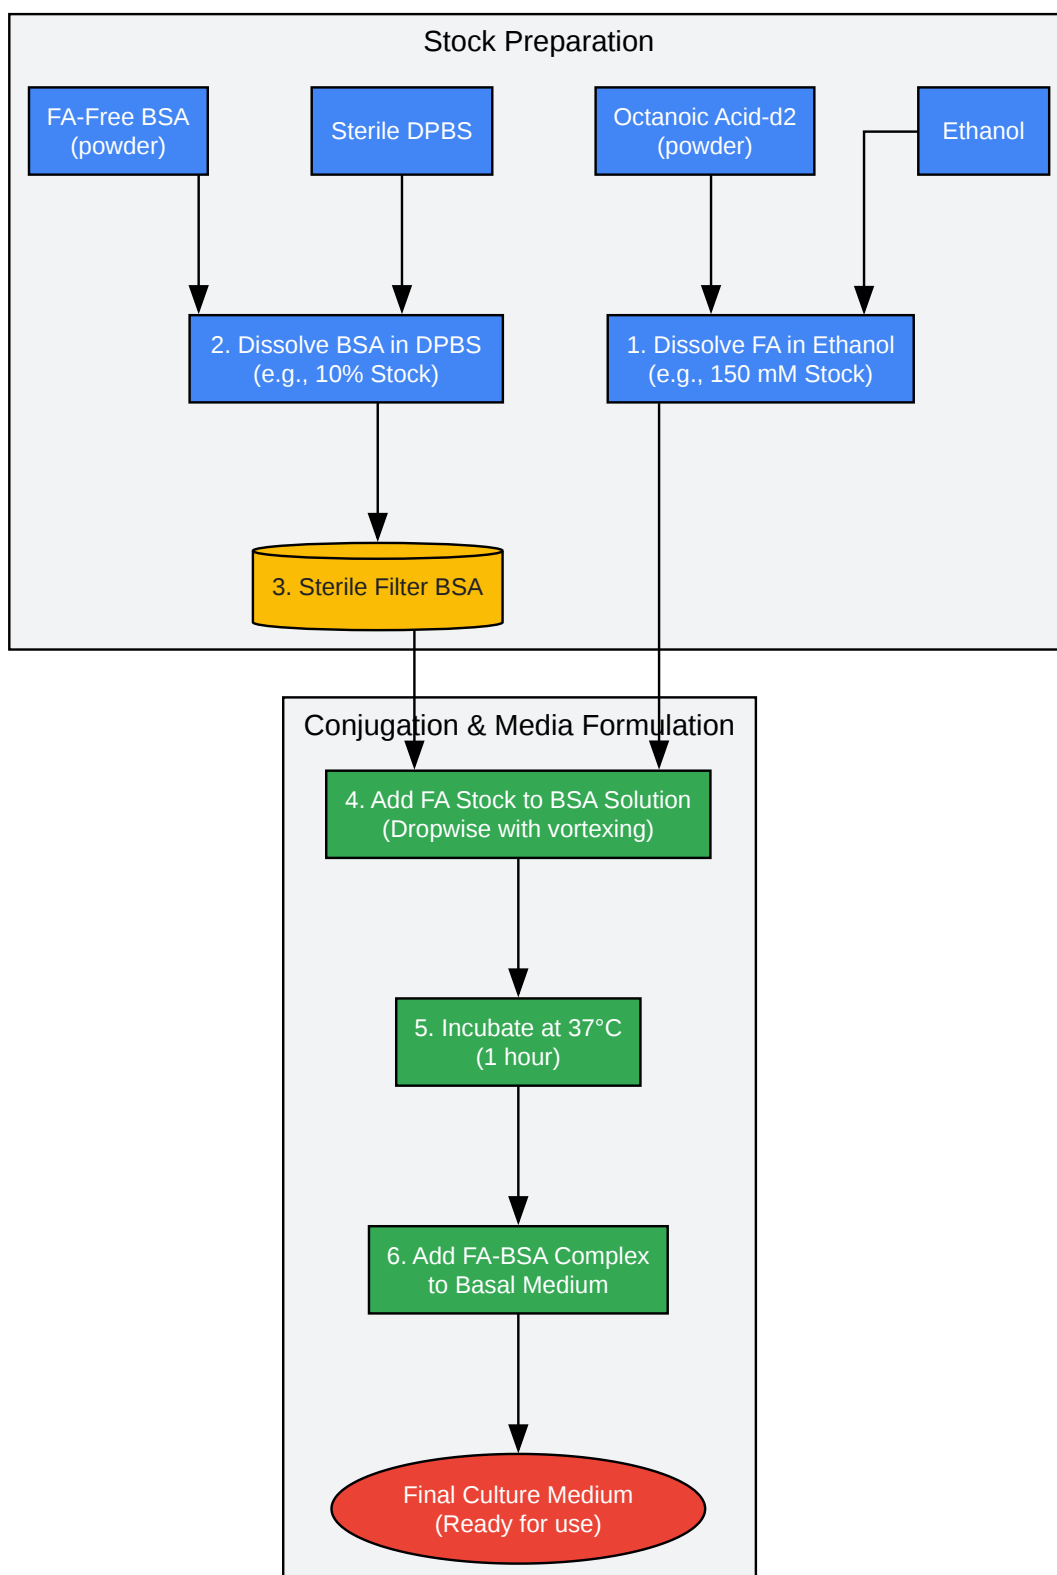 Stock Preparation
FA-Free BSA
(powder)
Sterile DPBS
Octanoic Acid-d2
(powder)
Ethanol
2. Dissolve BSA in DPBS
(e.g., 10% Stock)
1. Dissolve FA in Ethanol
(e.g., 150 mM Stock)
3. Sterile Filter BSA
Conjugation & Media Formulation
4. Add FA Stock to BSA Solution
(Dropwise with vortexing)
5. Incubate at 37°C
(1 hour)
6. Add FA-BSA Complex
to Basal Medium
Final Culture Medium
(Ready for use)